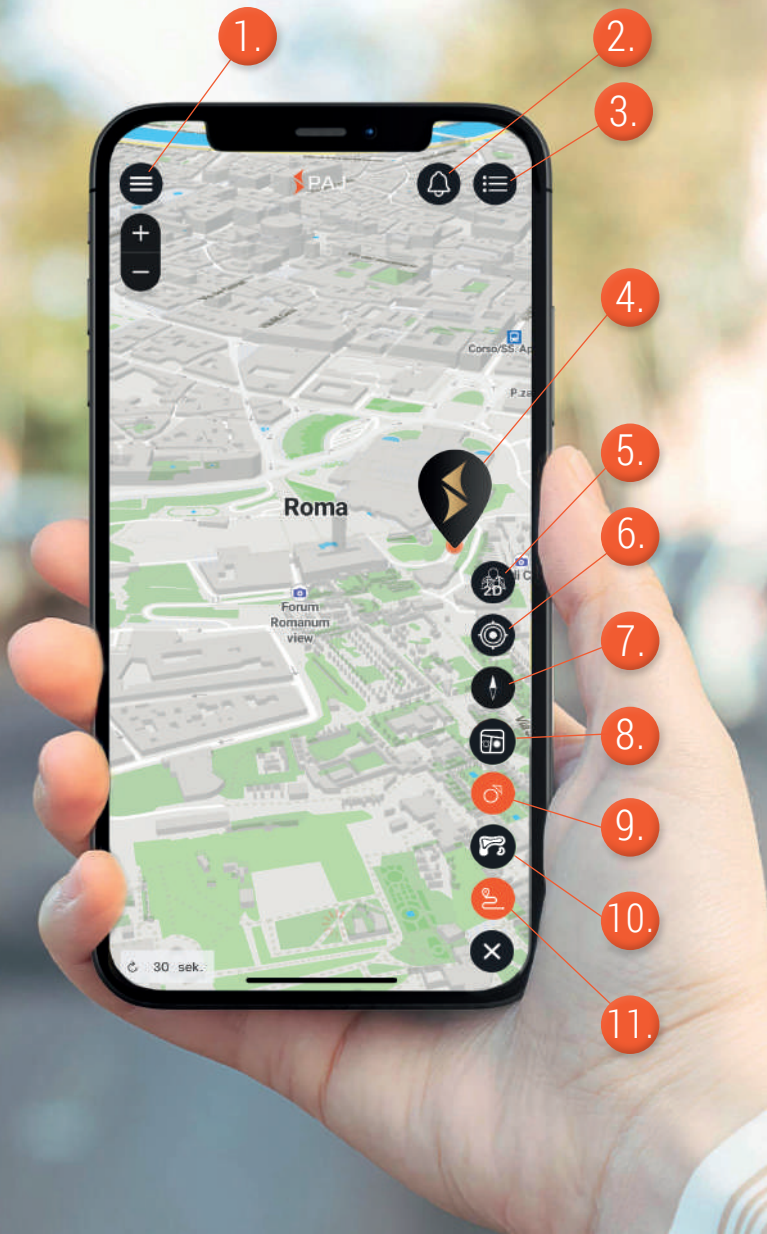 1.
2.
3.
PAJ
+
−
4.
Corso/SS. Ap
P.za
Roma
5.
2D
6.
Forum
Romanum
view
7.
8.
9.
10.
11.
30 sek.